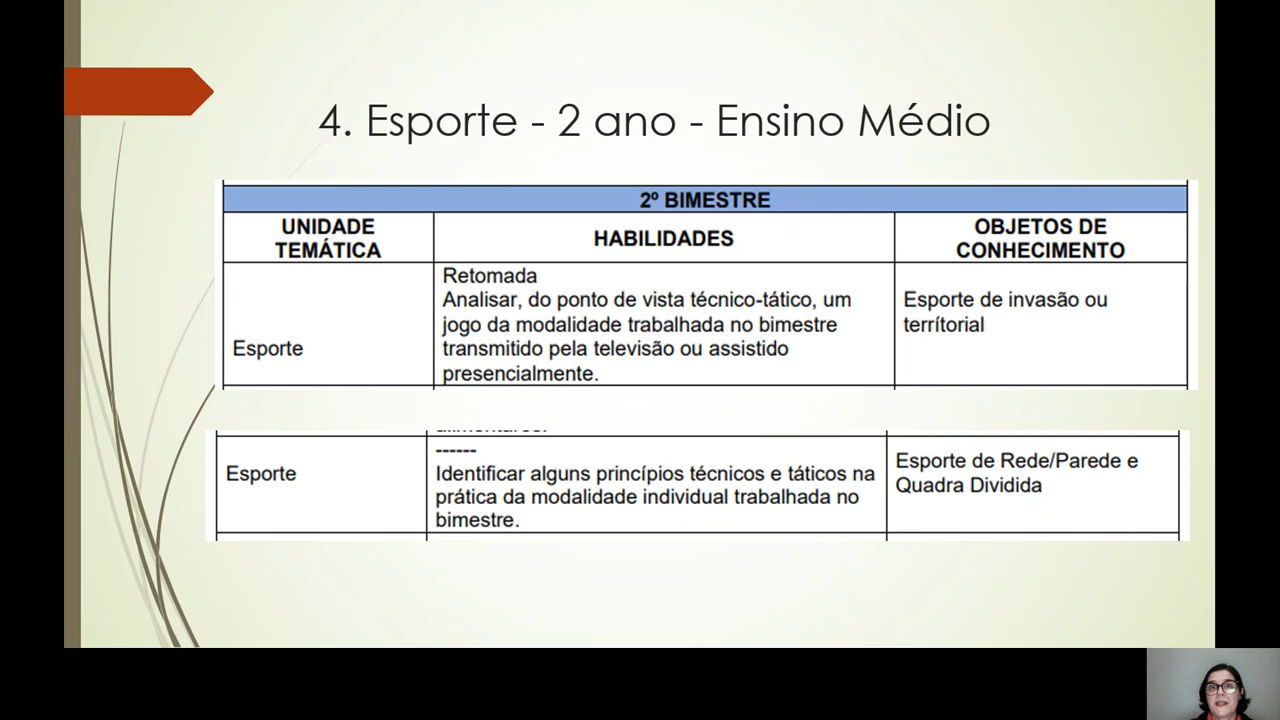 4. Esporte - 2 ano - Ensino Médio
2º BIMESTRE
UNIDADE TEMÁTICA
HABILIDADES
OBJETOS DE CONHECIMENTO
Esporte
Retomada
Analisar, do ponto de vista técnico-tático, um
jogo da modalidade trabalhada no bimestre
transmitido pela televisão ou assistido
presencialmente.
Esporte de invasão ou
terrítorial
Esporte
------
Identificar alguns princípios técnicos e táticos na
prática da modalidade individual trabalhada no
bimestre.
Esporte de Rede/Parede e
Quadra Dividida